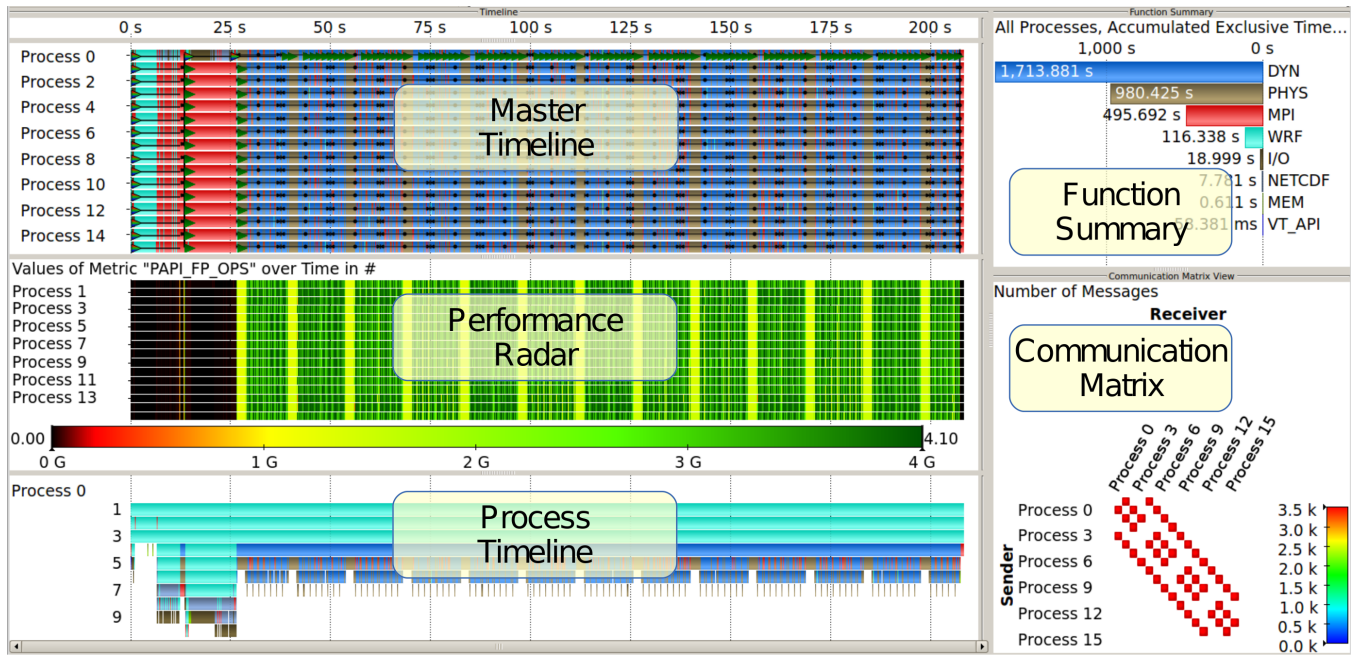 Timeline
0 s 25 s 50 s 75 s 100 s 125 s 150 s 175 s 200 s
Process 0
Process 2
Process 4
Process 6
Process 8
Process 10
Process 12
Process 14
Master
Timeline
Values of Metric "PAPI_FP_OPS" over Time in #
Process 1
Process 3
Process 5
Process 7
Process 9
Process 11
Process 13
Performance
Radar
0.00 4.10
0 G 1 G 2 G 3 G 4 G
Process 0
1
3
5
7
9
Process
Timeline
Function Summary
All Processes, Accumulated Exclusive Time...
1,000 s 0 s
1,713.881 s DYN
980.425 s PHYS
495.692 s MPI
116.338 s WRF
18.999 s I/O
7.781 s NETCDF
0.611 s MEM
ms VT_API
Function
Summary
Communication Matrix View
Number of Messages
Receiver
Communication
Matrix
Process 0
Process 3
Process 6
Process 9
Process 12
Process 15
Sender
Process 0
Process 3
Process 6
Process 9
Process 12
Process 15
3.5 k
3.0 k
2.5 k
2.0 k
1.5 k
1.0 k
0.5 k
0.0 k